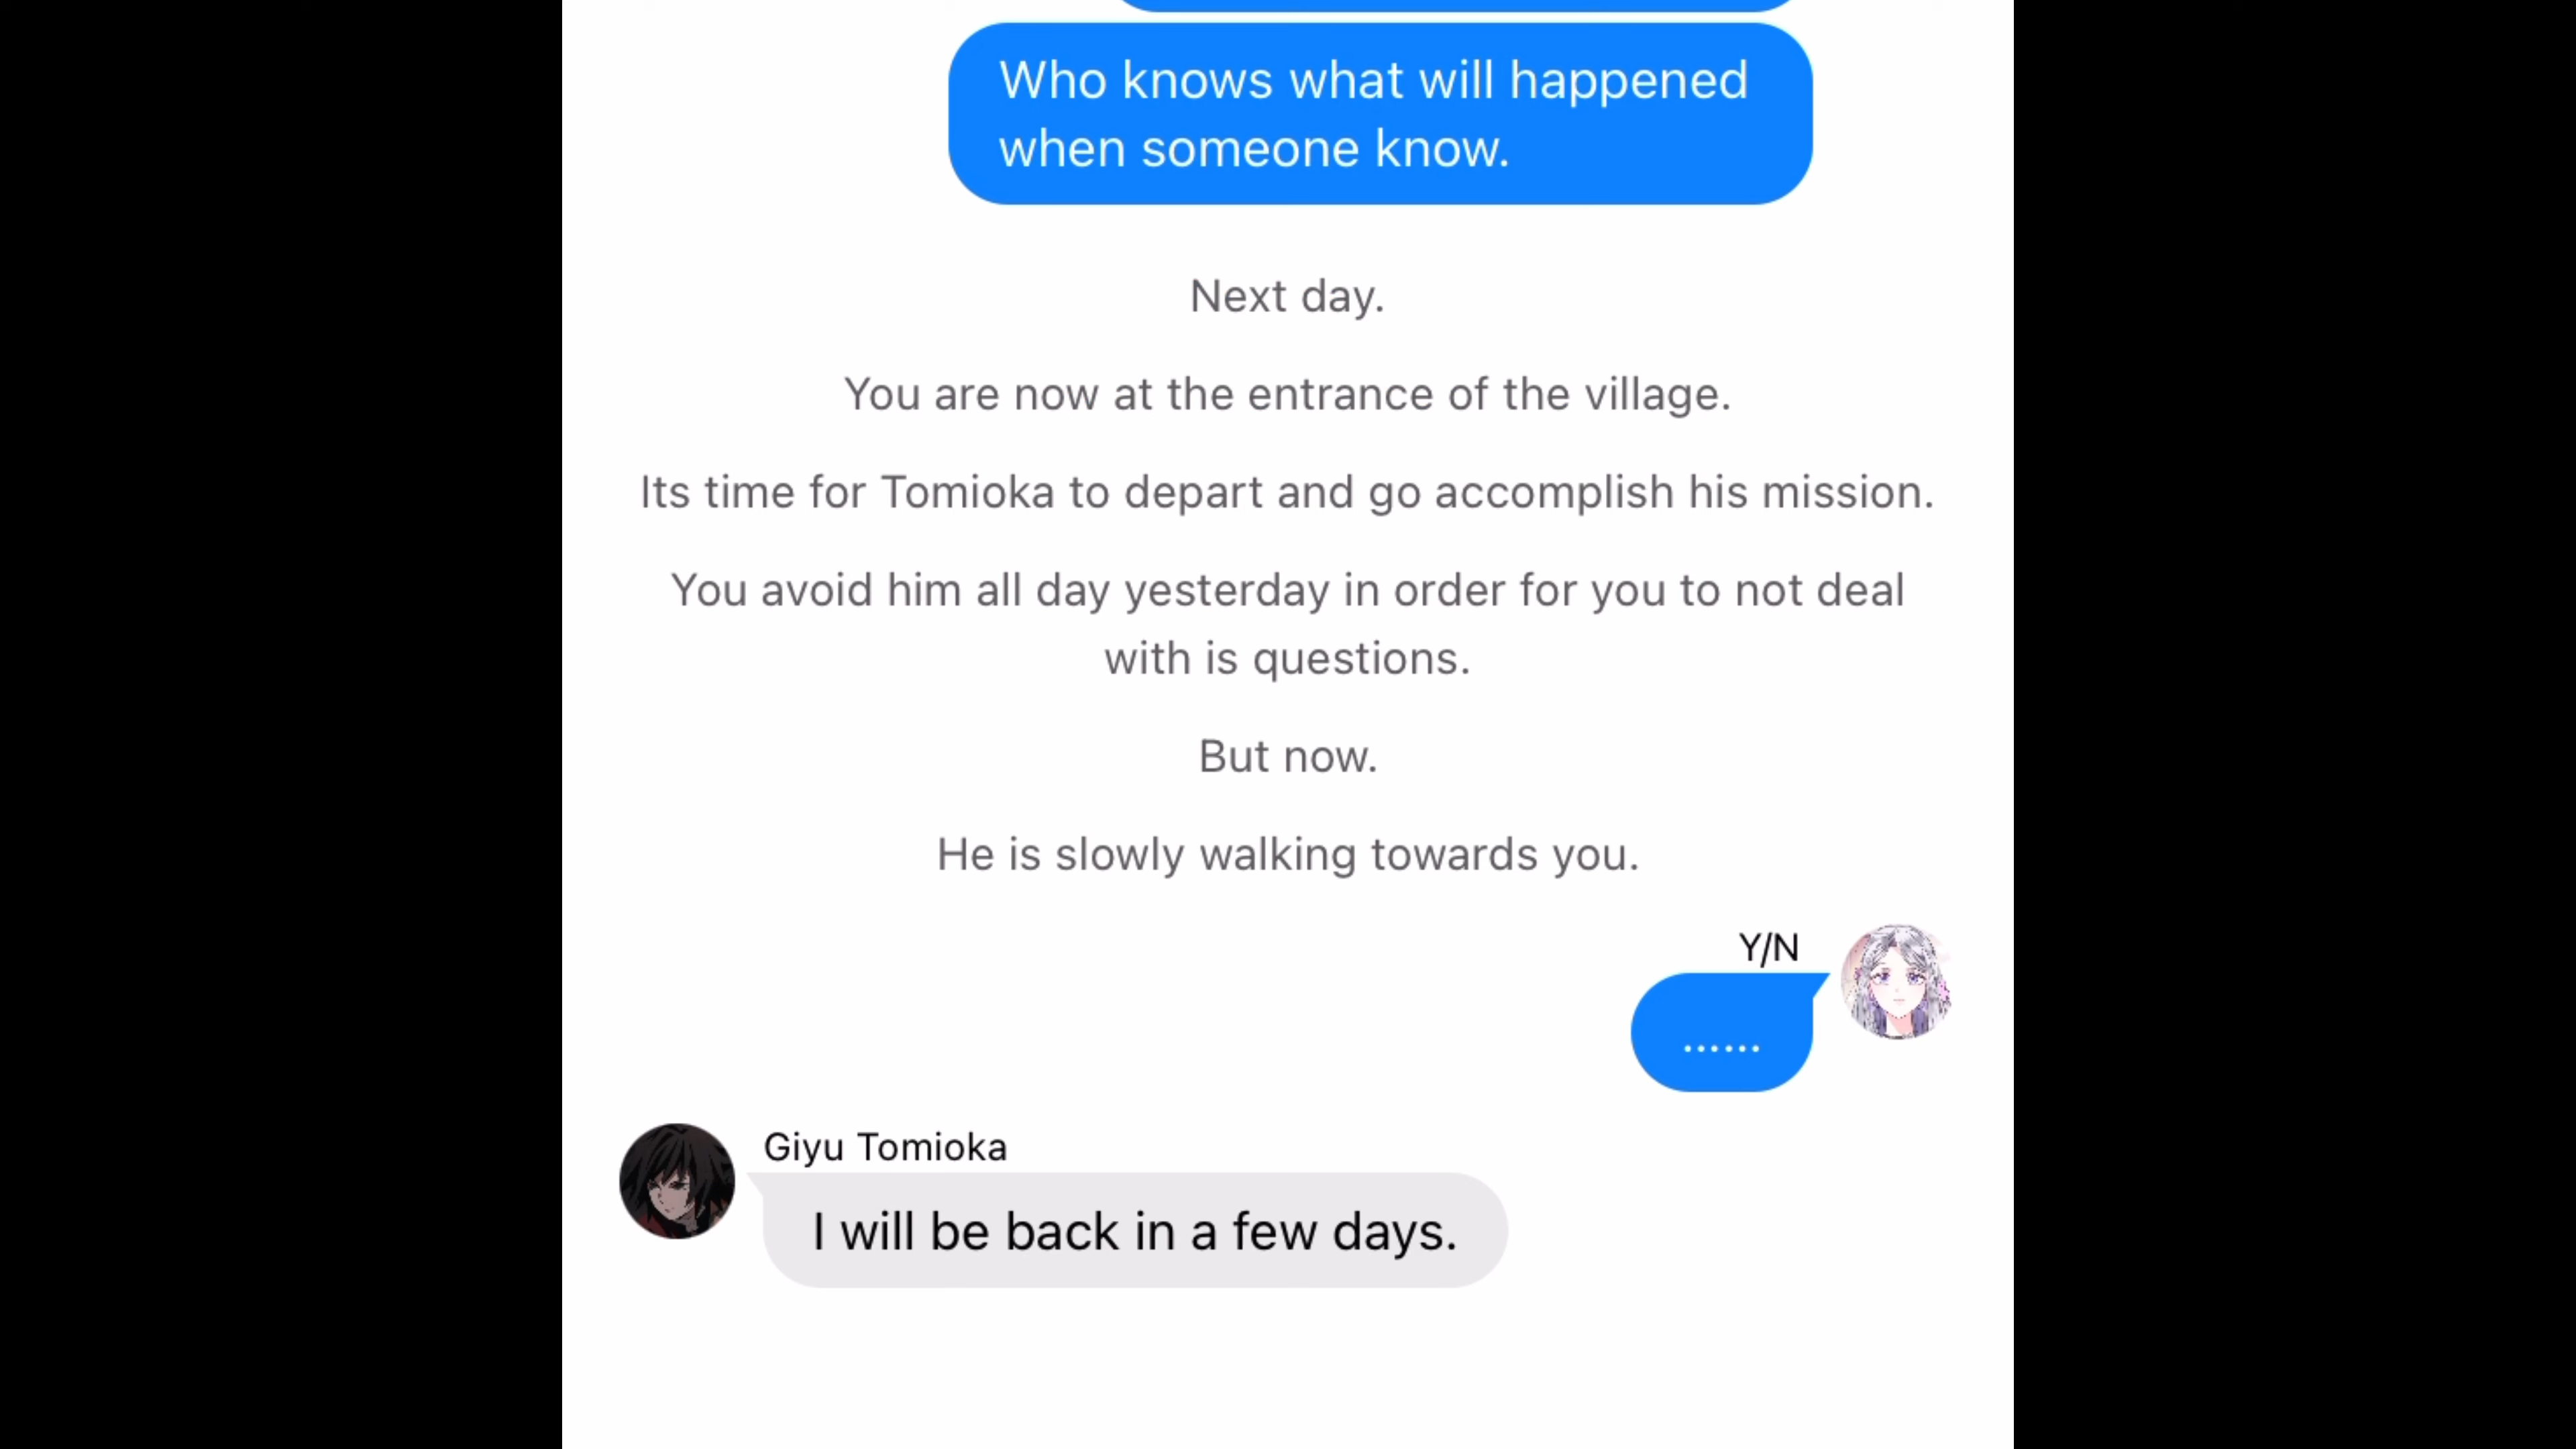 Who knows what will happened
when someone know.
Next day.
You are now at the entrance of the village.
Its time for Tomioka to depart and go accomplish his mission.
You avoid him all day yesterday in order for you to not deal
with is questions.
But now.
He is slowly walking towards you.
Y/N
......
Giyu Tomioka
I will be back in a few days.